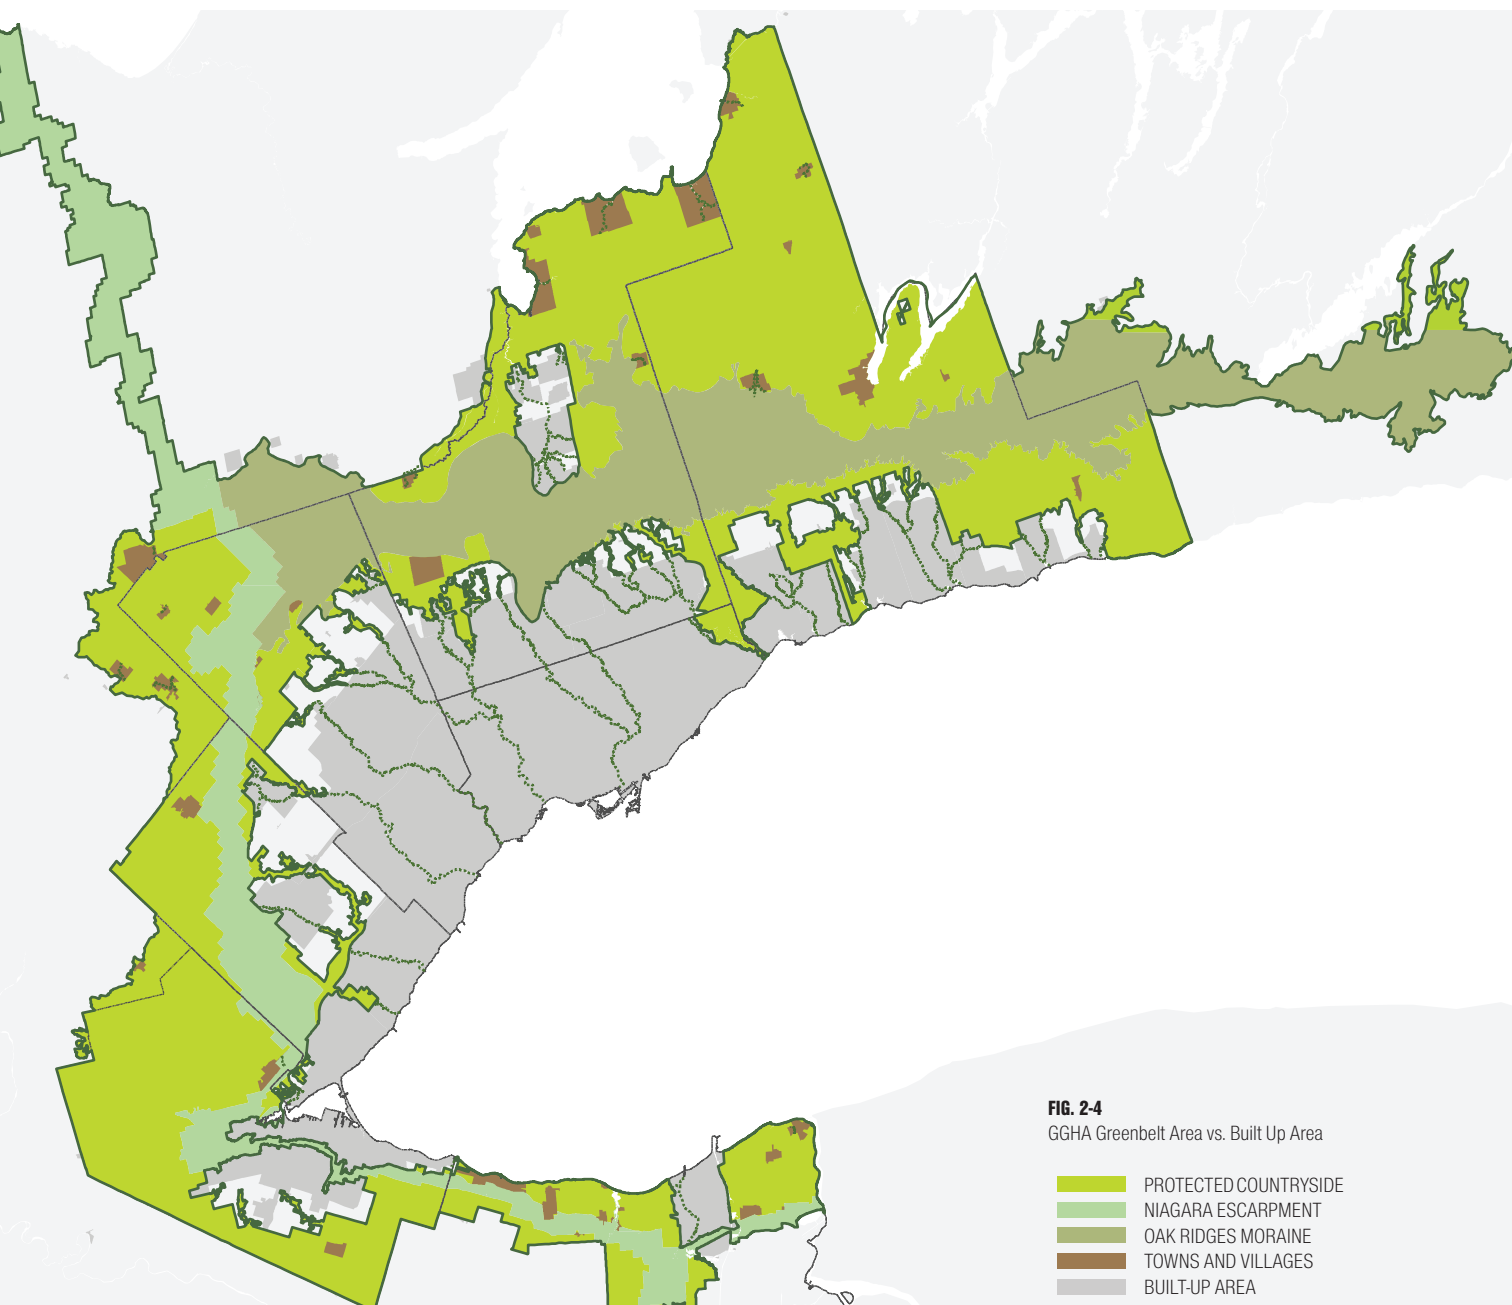 FIG. 2-4
GGHA Greenbelt Area vs. Built Up Area
PROTECTED COUNTRYSIDE
NIAGARA ESCARPMENT
OAK RIDGES MORAINE
TOWNS AND VILLAGES
BUILT-UP AREA